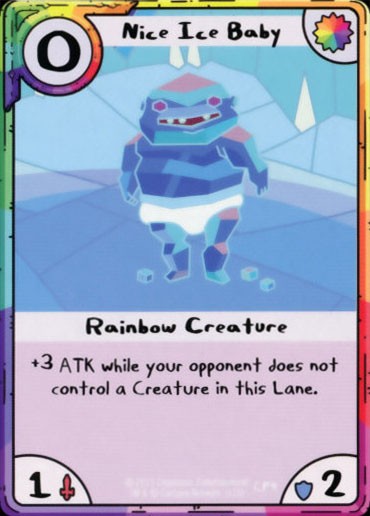 0
Nice Ice Baby
Rainbow Creature
+3 ATK while your opponent does not
control a Creature in this Lane.
1
2